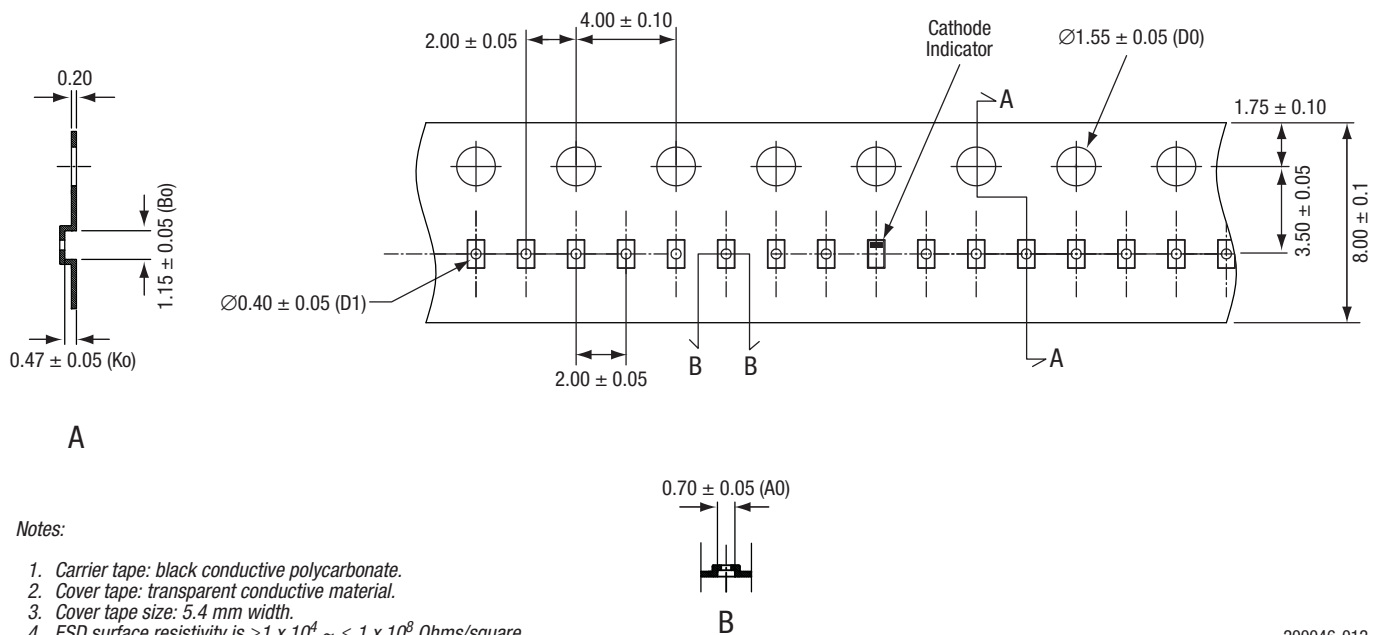 4.00 ± 0.10
2.00 ± 0.05
Cathode
Indicator
∅1.55 ± 0.05 (D0)
0.20
A
1.75 ± 0.10
1.15 ± 0.05 (Bo)
3.50 ± 0.05
8.00 ± 0.1
∅0.40 ± 0.05 (D1)
0.47 ± 0.05 (Ko)
B B
A
2.00 ± 0.05
A
0.70 ± 0.05 (A0)
B
Notes:
1. Carrier tape: black conductive polycarbonate.
2. Cover tape: transparent conductive material.
3. Cover tape size: 5.4 mm width.